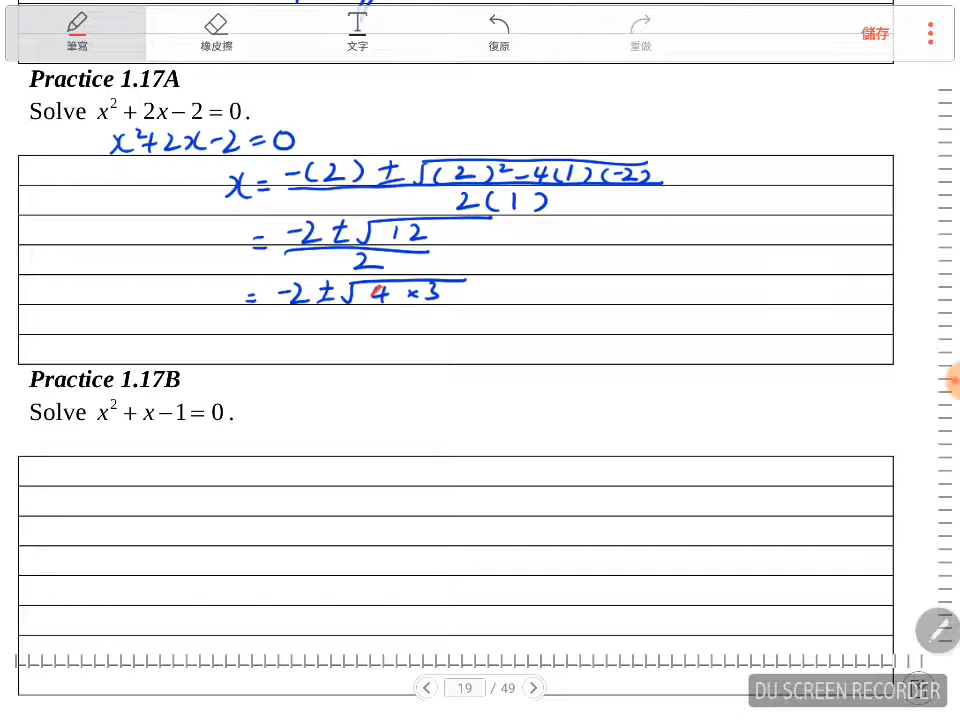 筆寫 橡皮擦 文字 復原 重做 儲存
Practice 1.17A
Solve x² + 2x − 2 = 0 .
x²+2x-2=0
x = -(2) ± √(2)²-4(1)(-2)
2(1)
= -2 ± √12
2
= -2 ± √4 × 3
Practice 1.17B
Solve x² + x − 1 = 0 .
19 / 49
DU SCREEN RECORDER